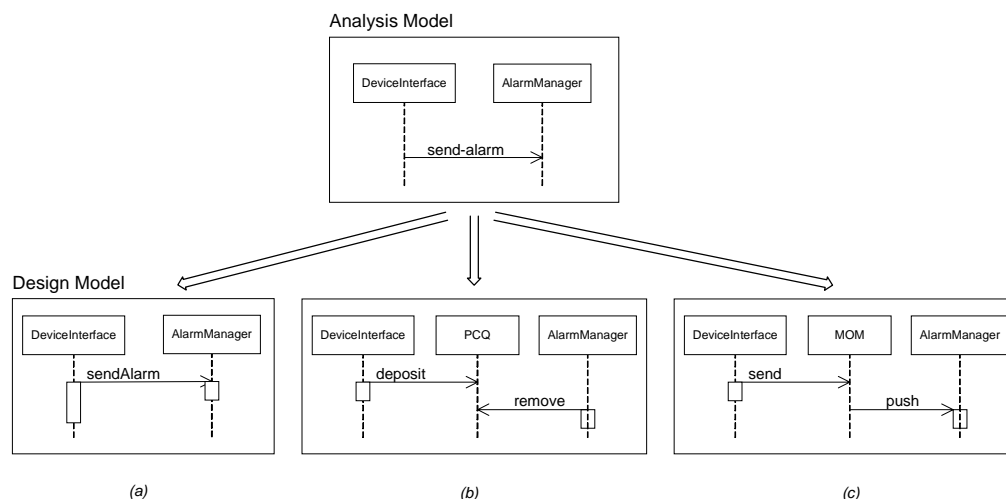 Analysis Model
DeviceInterface
AlarmManager
send-alarm
Design Model
DeviceInterface
AlarmManager
sendAlarm
(a)
DeviceInterface
PCQ
AlarmManager
deposit
remove
(b)
DeviceInterface
MOM
AlarmManager
send
push
(c)